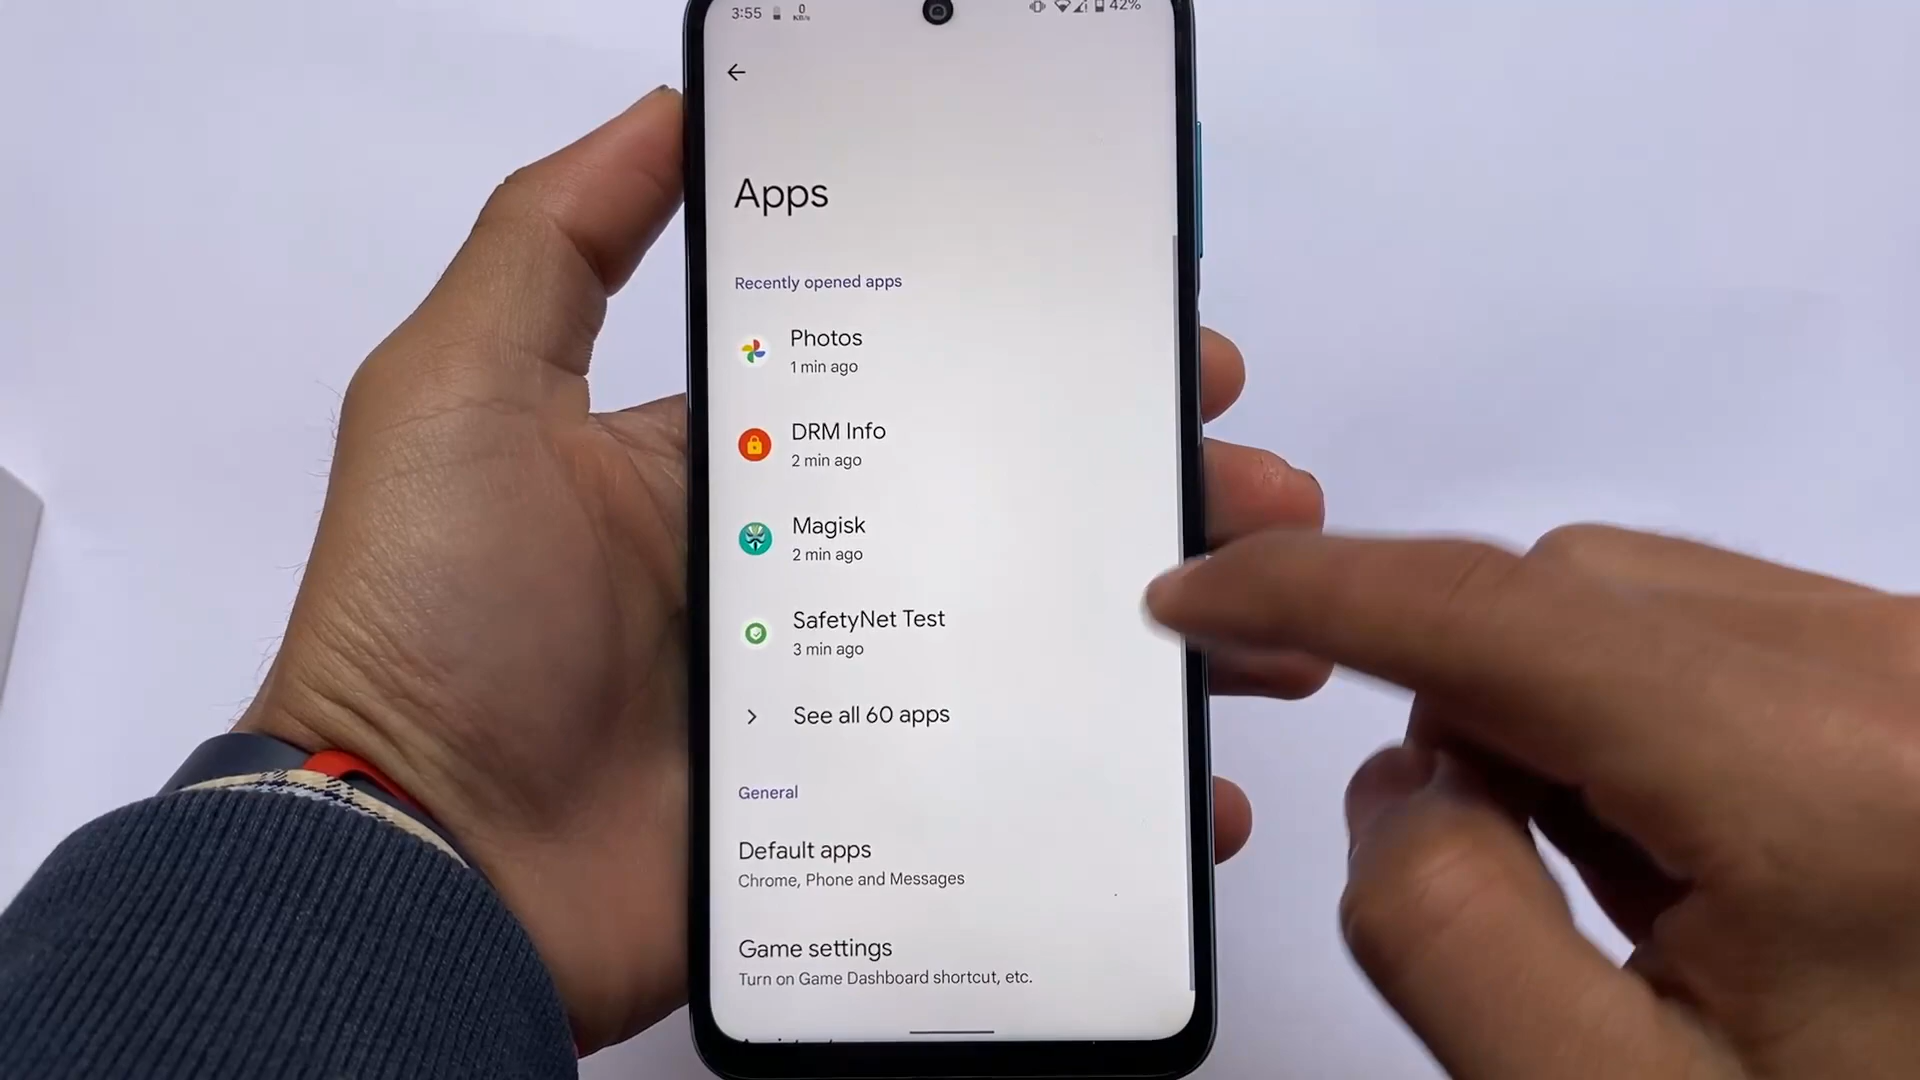 3:55 0 KB/s 42%
Apps
Recently opened apps
Photos
1 min ago
DRM Info
2 min ago
Magisk
2 min ago
SafetyNet Test
3 min ago
See all 60 apps
General
Default apps
Chrome, Phone and Messages
Game settings
Turn on Game Dashboard shortcut, etc.